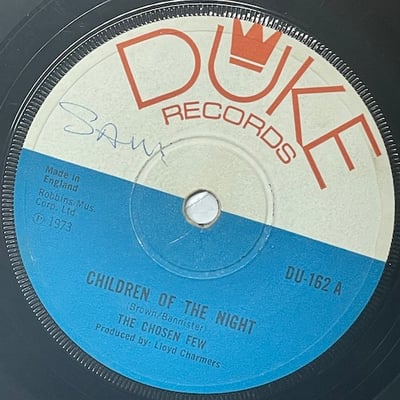 DUKE
RECORDS
SAM
Made in
England
Robbins Mus.
Corp. Ltd
Ⓟ 1973
DU-162 A
CHILDREN OF THE NIGHT
(Brown/Bannister)
THE CHOSEN FEW
Produced by: Lloyd Charmers